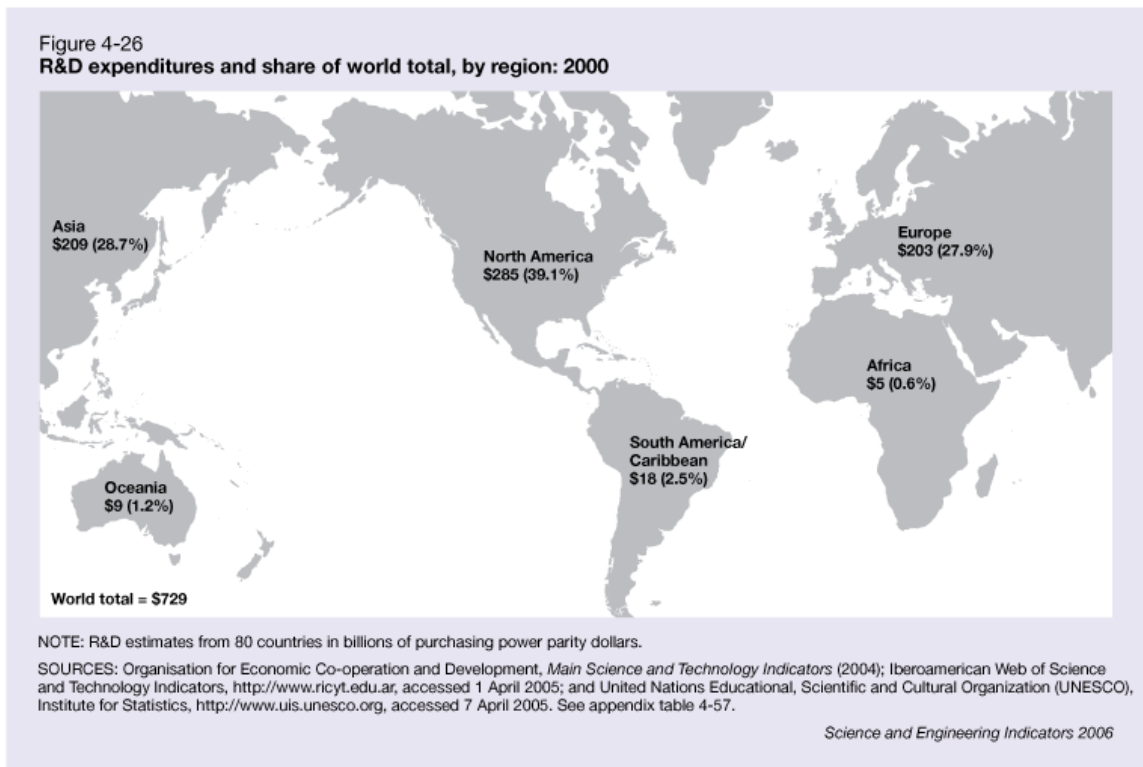 Figure 4-26
R&D expenditures and share of world total, by region: 2000
Asia
$209 (28.7%)
North America
$285 (39.1%)
Europe
$203 (27.9%)
Africa
$5 (0.6%)
South America/
Caribbean
$18 (2.5%)
Oceania
$9 (1.2%)
World total = $729
NOTE: R&D estimates from 80 countries in billions of purchasing power parity dollars.
SOURCES: Organisation for Economic Co-operation and Development, Main Science and Technology Indicators (2004); Iberoamerican Web of Science
and Technology Indicators, http://www.ricyt.edu.ar, accessed 1 April 2005; and United Nations Educational, Scientific and Cultural Organization (UNESCO),
Institute for Statistics, http://www.uis.unesco.org, accessed 7 April 2005. See appendix table 4-57.
Science and Engineering Indicators 2006